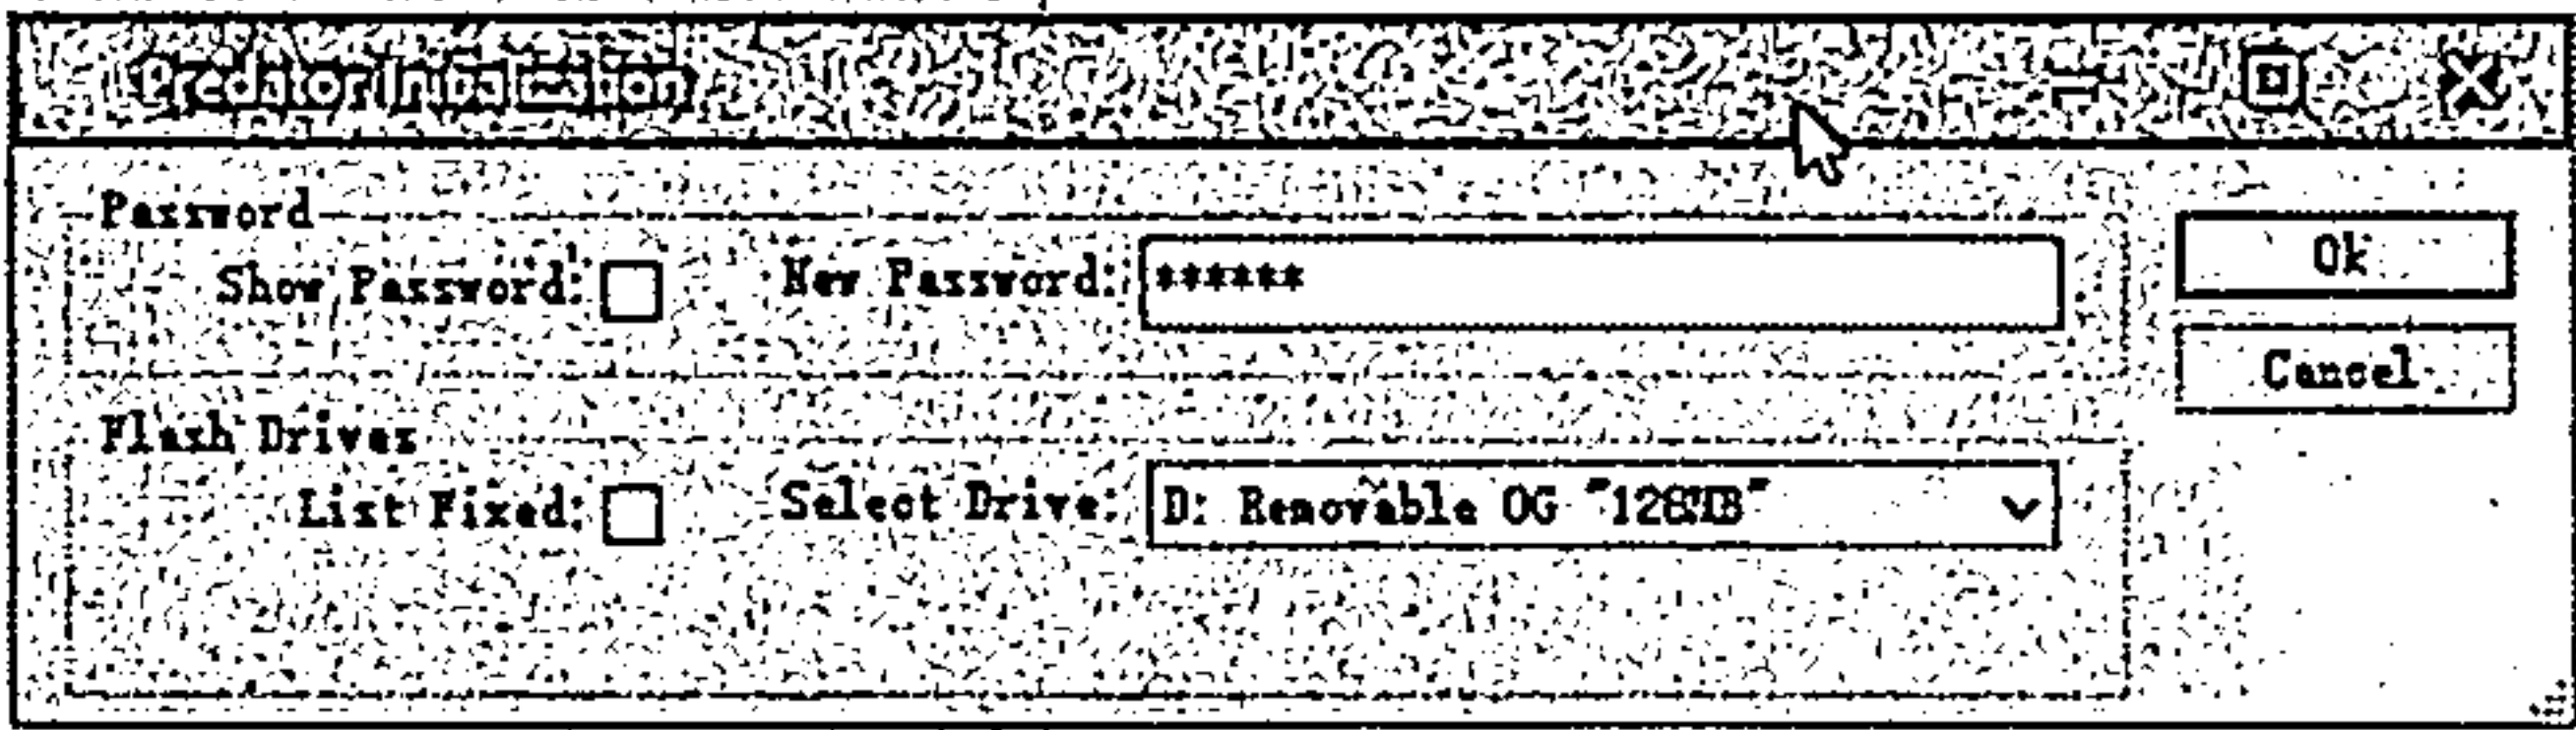 Predator Initialization
Password
Show Password:
New Password: ******
Ok
Cancel
Flash Drives
List Fixed:
Select Drive: D: Removable 0G "128MB"